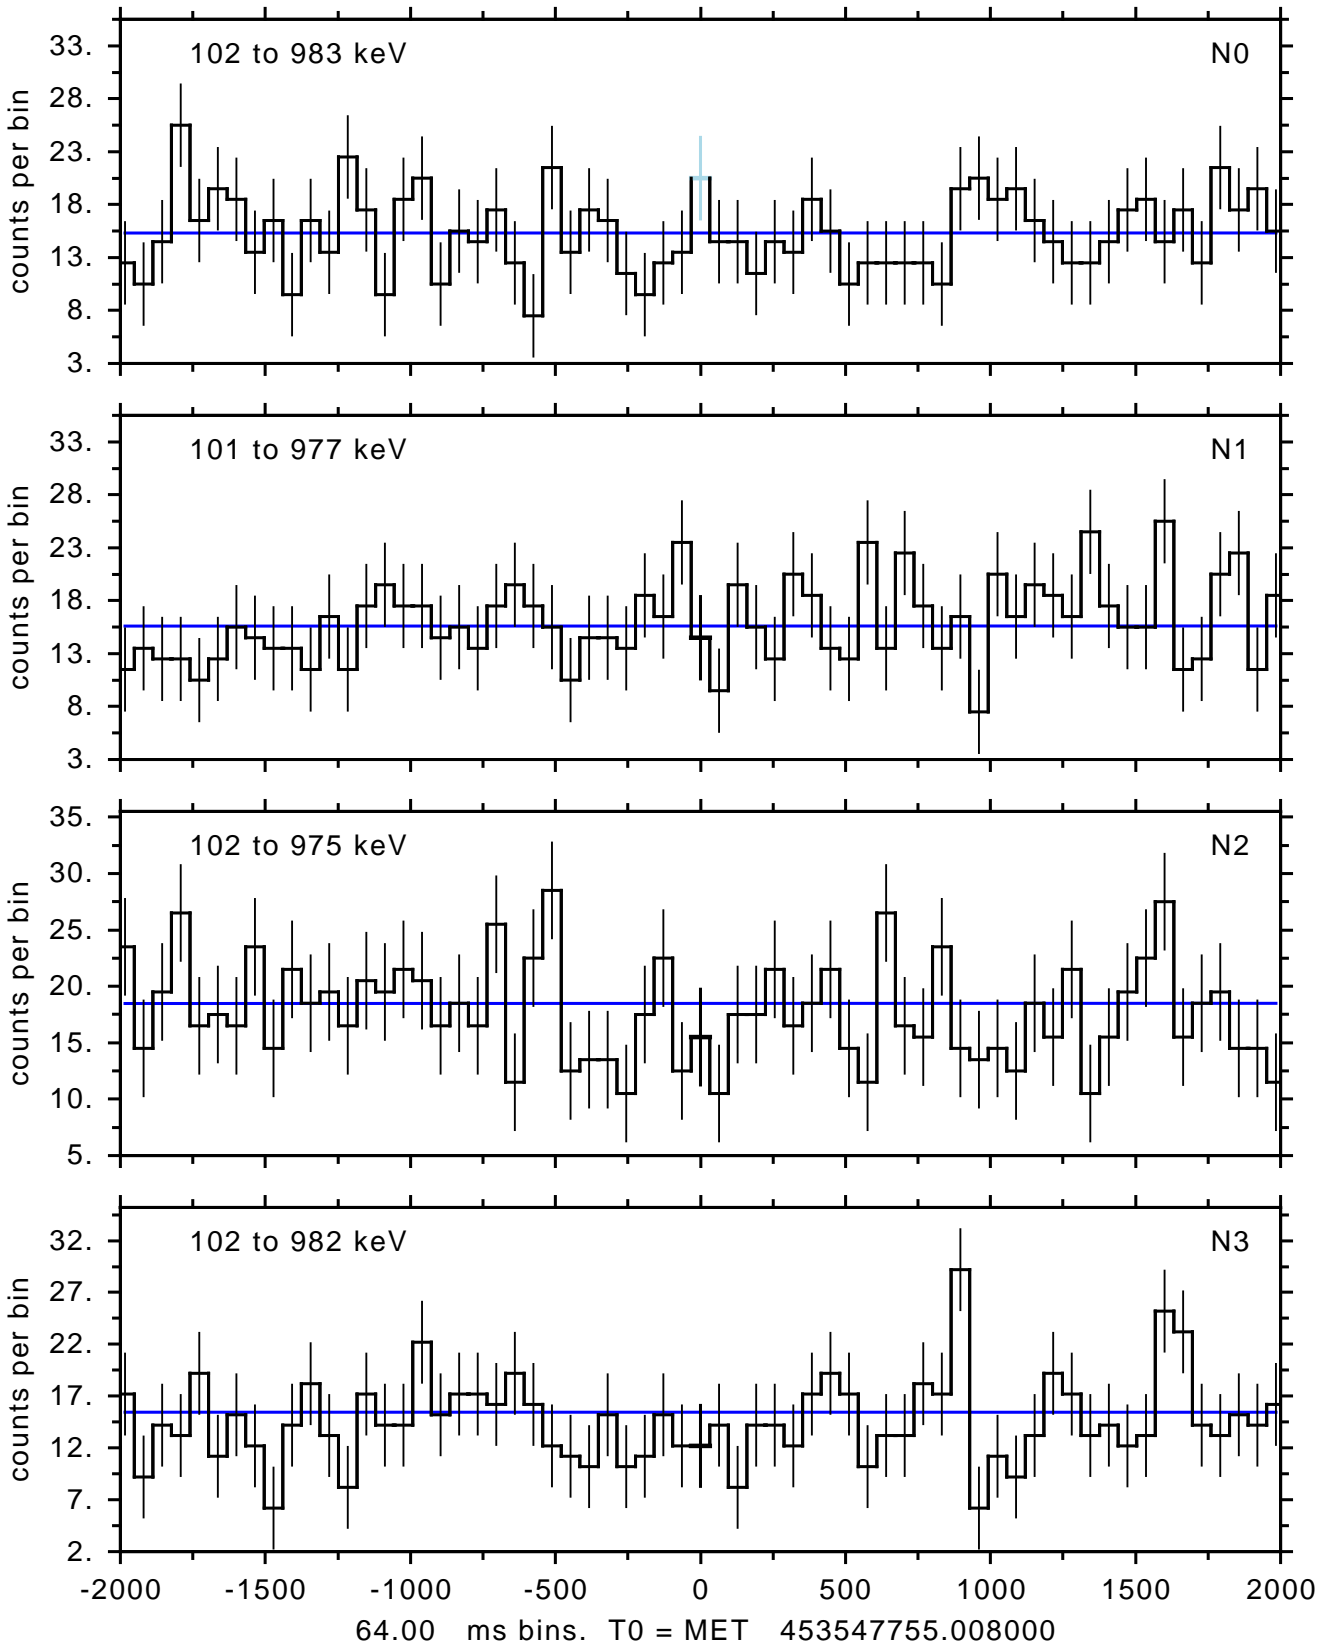 102 to 983 keV N0
33.
28.
23.
18.
13.
8.
3.
counts per bin
101 to 977 keV N1
33.
28.
23.
18.
13.
8.
3.
counts per bin
102 to 975 keV N2
35.
30.
25.
20.
15.
10.
5.
counts per bin
102 to 982 keV N3
32.
27.
22.
17.
12.
7.
2.
counts per bin
-2000 -1500 -1000 -500 0 500 1000 1500 2000
64.00 ms bins. T0 = MET 453547755.008000